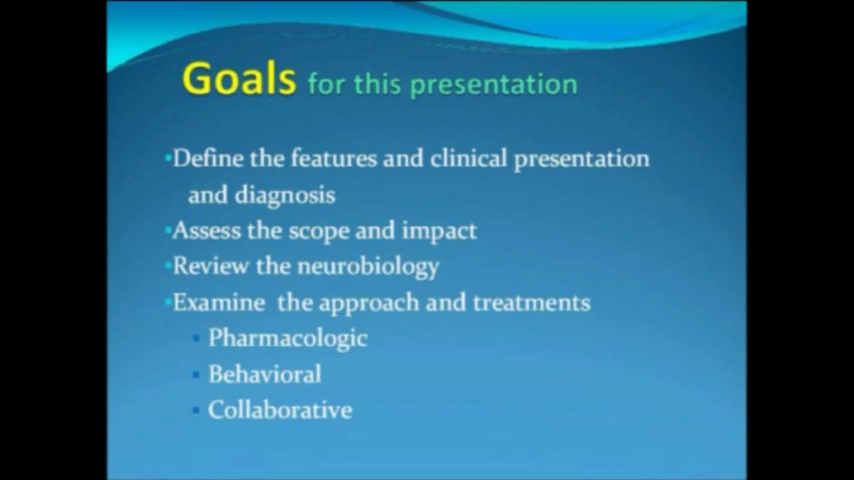 Goals for this presentation
•Define the features and clinical presentation
and diagnosis
•Assess the scope and impact
•Review the neurobiology
•Examine  the approach and treatments
▪ Pharmacologic
▪ Behavioral
▪ Collaborative